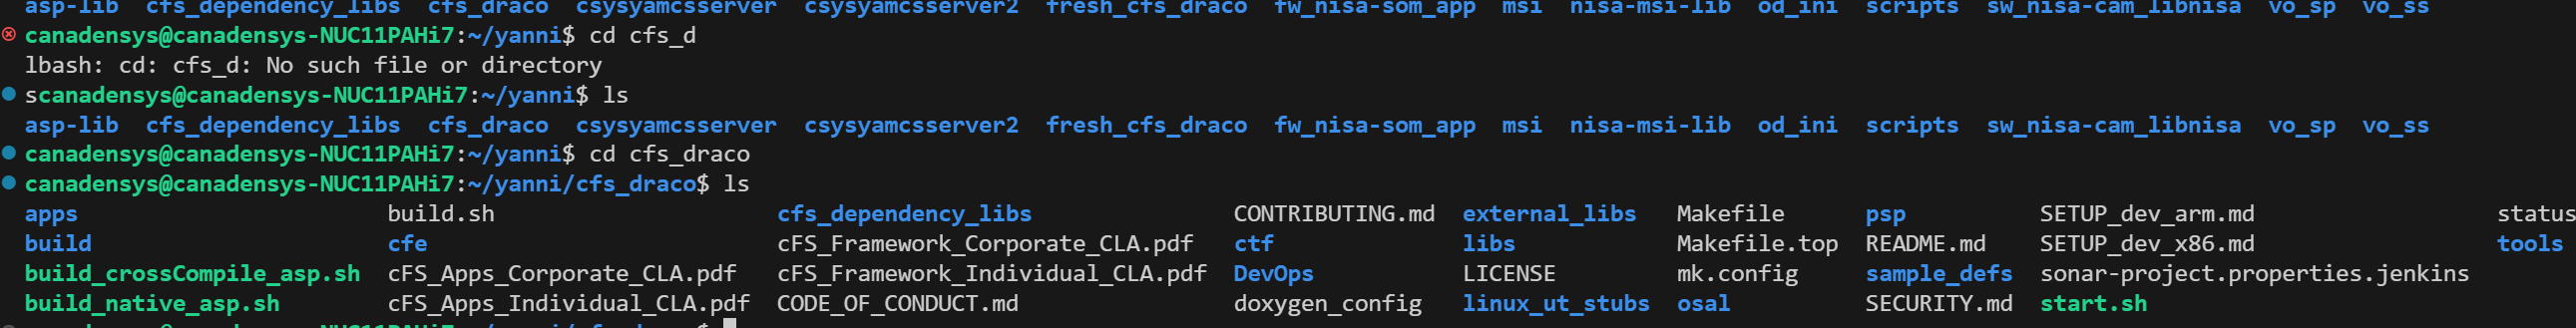 asp-lib cfs_dependency_libs cfs_draco csysyamcsserver csysyamcsserver2 fresh_cfs_draco fw_nisa-som_app msi nisa-msi-lib od_ini scripts sw_nisa-cam_libnisa vo_sp vo_ss
canadensys@canadensys-NUC11PAHi7:~/yanni$ cd cfs_d
lbash: cd: cfs_d: No such file or directory
scanadensys@canadensys-NUC11PAHi7:~/yanni$ ls
asp-lib cfs_dependency_libs cfs_draco csysyamcsserver csysyamcsserver2 fresh_cfs_draco fw_nisa-som_app msi nisa-msi-lib od_ini scripts sw_nisa-cam_libnisa vo_sp vo_ss
canadensys@canadensys-NUC11PAHi7:~/yanni$ cd cfs_draco
canadensys@canadensys-NUC11PAHi7:~/yanni/cfs_draco$ ls
apps build.sh cfs_dependency_libs CONTRIBUTING.md external_libs Makefile psp SETUP_dev_arm.md status
build cfe cFS_Framework_Corporate_CLA.pdf ctf libs Makefile.top README.md SETUP_dev_x86.md tools
build_crossCompile_asp.sh cFS_Apps_Corporate_CLA.pdf cFS_Framework_Individual_CLA.pdf DevOps LICENSE mk.config sample_defs sonar-project.properties.jenkins
build_native_asp.sh cFS_Apps_Individual_CLA.pdf CODE_OF_CONDUCT.md doxygen_config linux_ut_stubs osal SECURITY.md start.sh